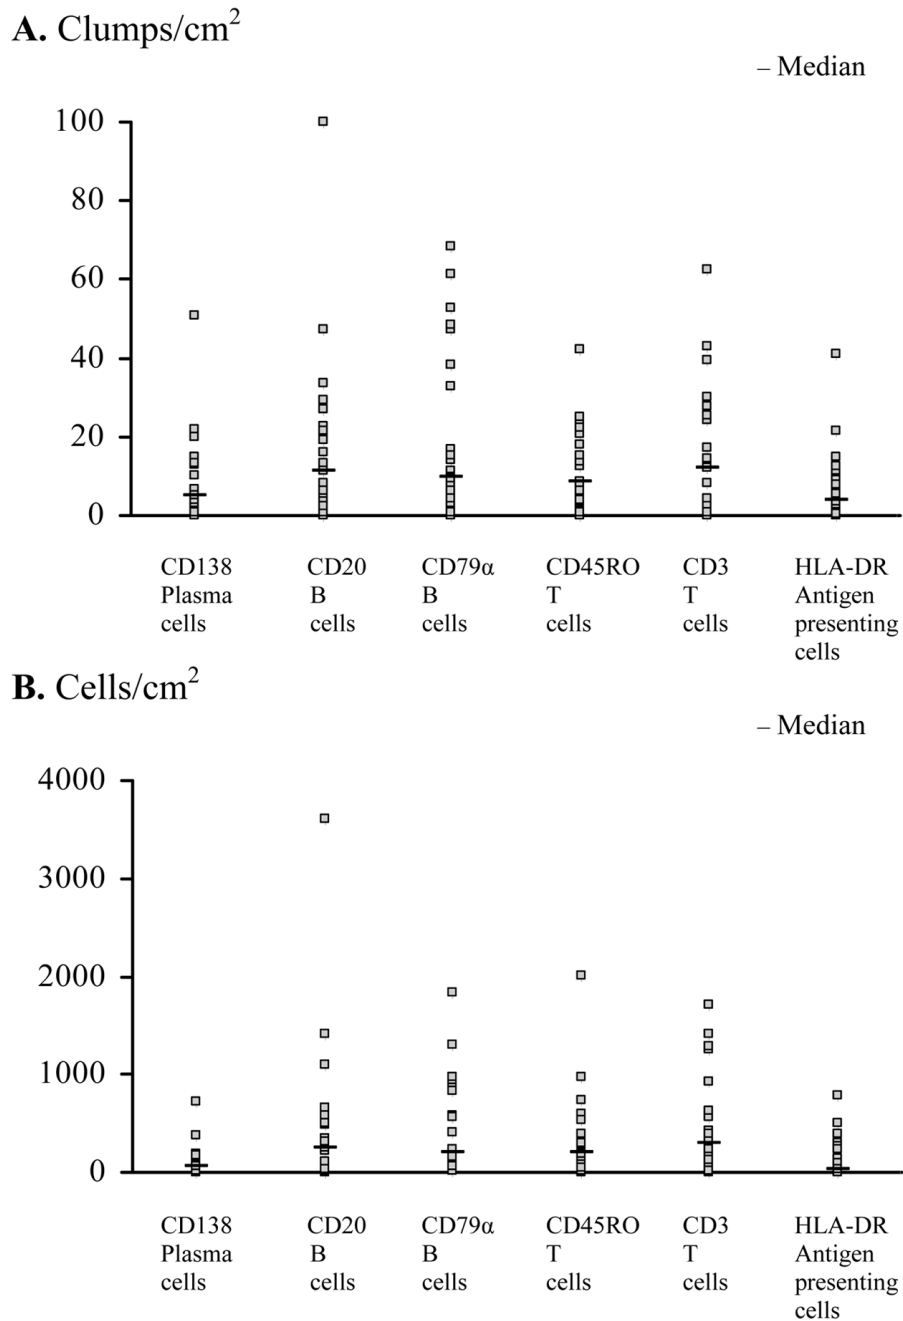 A. Clumps/cm²
– Median
100
80
60
40
20
0
CD138 Plasma cells
CD20 B cells
CD79α B cells
CD45RO T cells
CD3 T cells
HLA-DR Antigen presenting cells
B. Cells/cm²
– Median
4000
3000
2000
1000
0
CD138 Plasma cells
CD20 B cells
CD79α B cells
CD45RO T cells
CD3 T cells
HLA-DR Antigen presenting cells